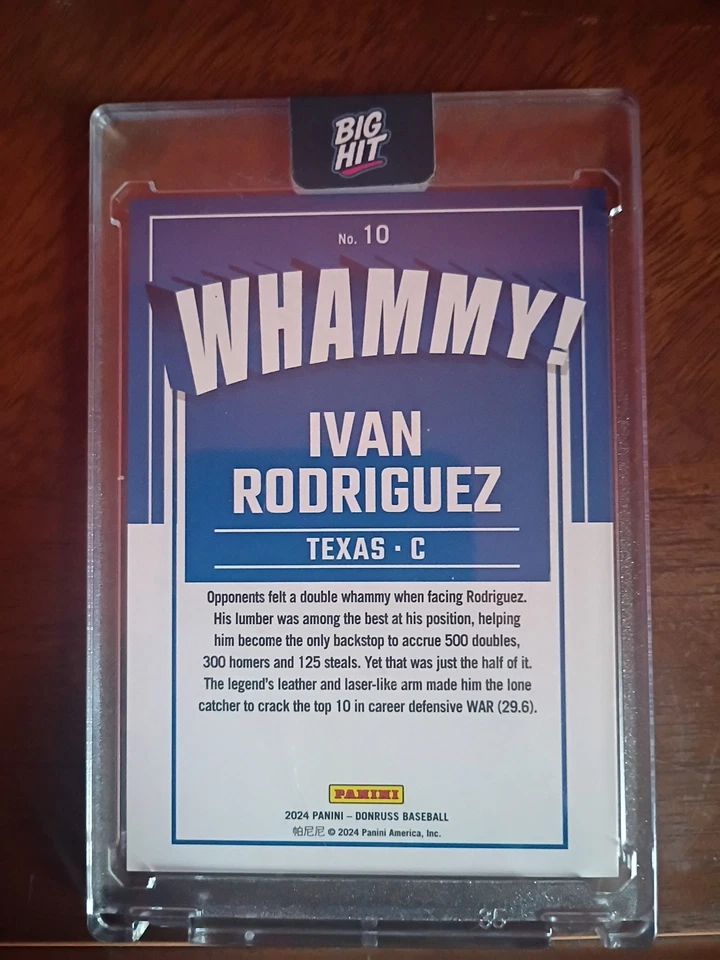 BIG
HIT
No. 10
WHAMMY!
IVAN
RODRIGUEZ
TEXAS · C
Opponents felt a double whammy when facing Rodriguez.
His lumber was among the best at his position, helping
him become the only backstop to accrue 500 doubles,
300 homers and 125 steals. Yet that was just the half of it.
The legend's leather and laser-like arm made him the lone
catcher to crack the top 10 in career defensive WAR (29.6).
PANINI
2024 PANINI – DONRUSS BASEBALL
帕尼尼 © 2024 Panini America, Inc.